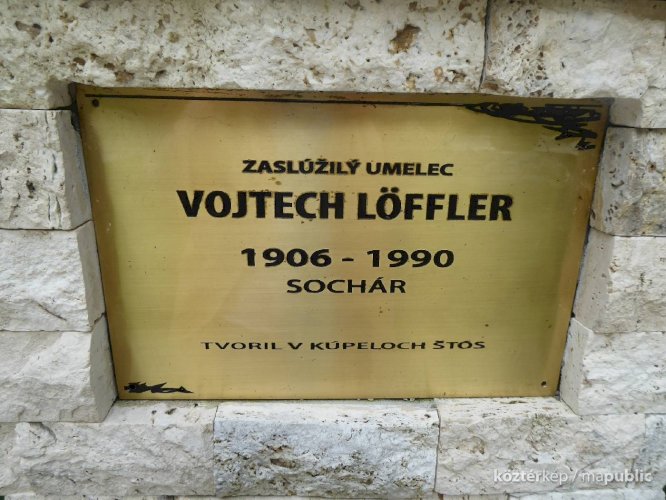 ZASLÚŽILÝ UMELEC
VOJTECH LÖFFLER
1906 - 1990
SOCHÁR
TVORIL V KÚPELOCH ŠTÓS
köztérkép/mapublic